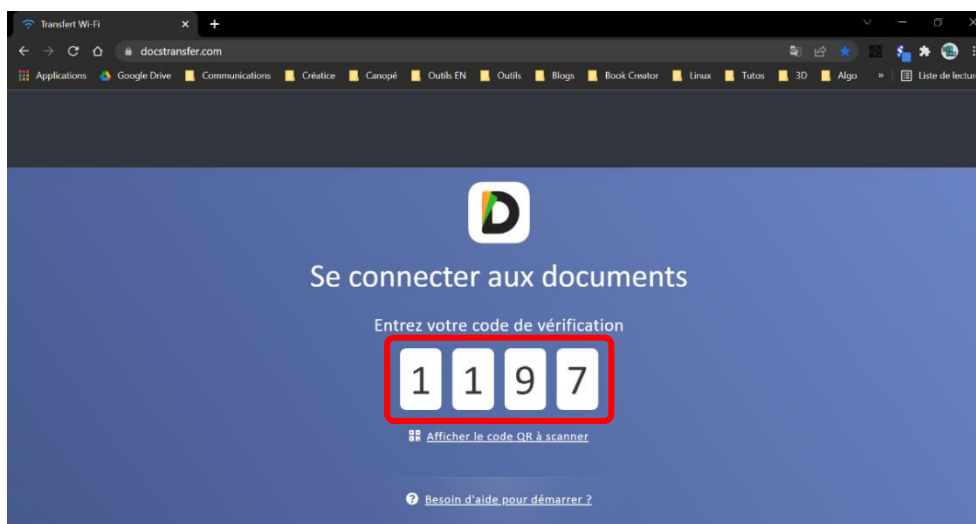 Transfert Wi-Fi
docstransfer.com
Applications Google Drive Communications Créatice Canopé Outils EN Outils Blogs Book Creator Linux Tutos 3D Algo » Liste de lecture
Se connecter aux documents
Entrez votre code de vérification
1 1 9 7
Afficher le code QR à scanner
Besoin d'aide pour démarrer ?